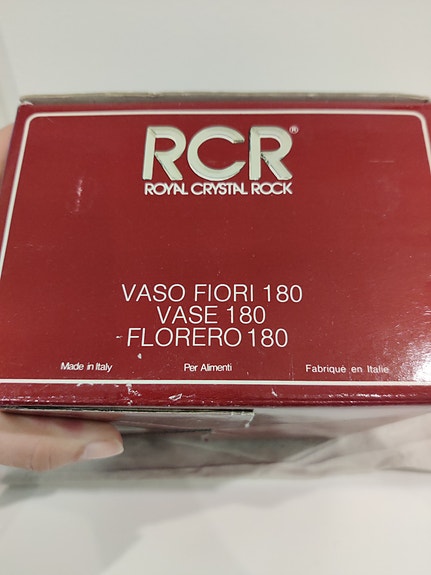 RCR®
ROYAL CRYSTAL ROCK
VASO FIORI 180
VASE 180
FLORERO 180
Made in Italy Per Alimenti Fabriqué en Italie